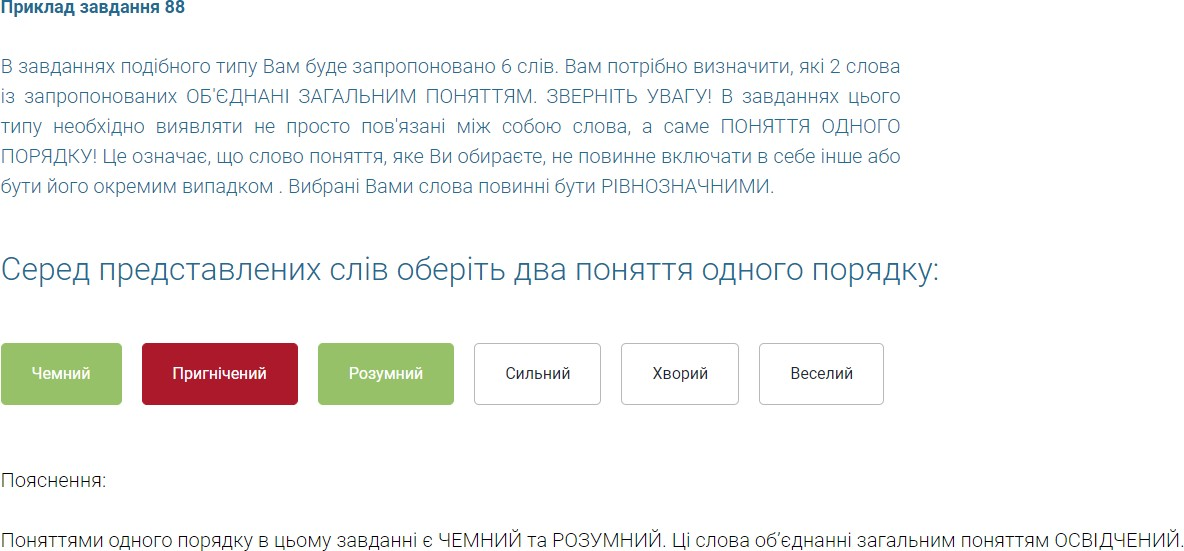 Приклад завдання 88
В завданнях подібного типу Вам буде запропоновано 6 слів. Вам потрібно визначити, які 2 слова
із запропонованих ОБ'ЄДНАНІ ЗАГАЛЬНИМ ПОНЯТТЯМ. ЗВЕРНІТЬ УВАГУ! В завданнях цього
типу необхідно виявляти не просто пов'язані між собою слова, а саме ПОНЯТТЯ ОДНОГО
ПОРЯДКУ! Це означає, що слово поняття, яке Ви обираєте, не повинне включати в себе інше або
бути його окремим випадком . Вибрані Вами слова повинні бути РІВНОЗНАЧНИМИ.
Серед представлених слів оберіть два поняття одного порядку:
Чемний Пригнічений Розумний Сильний Хворий Веселий
Пояснення:
Поняттями одного порядку в цьому завданні є ЧЕМНИЙ та РОЗУМНИЙ. Ці слова об’єднанні загальним поняттям ОСВІДЧЕНИЙ.